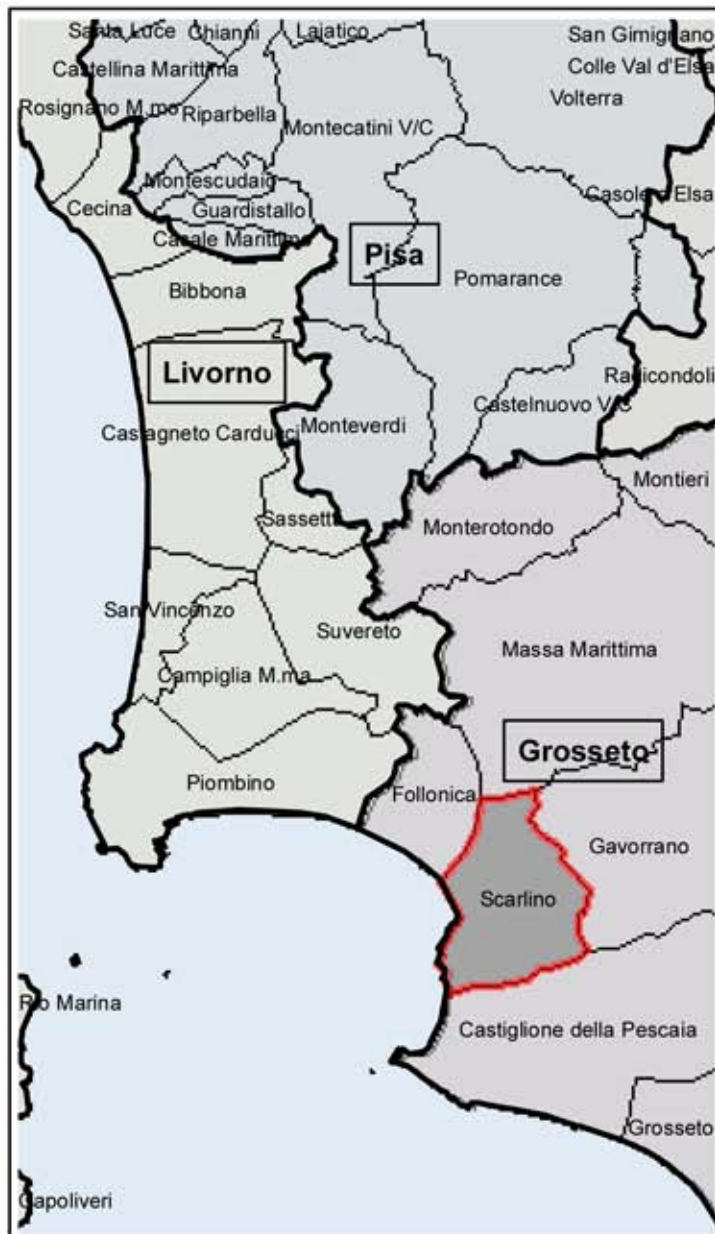 Santa Luce
Chianni
Lajatico
San Gimignano
Castellina Marittima
Colle Val d'Elsa
Rosignano M.mo
Riparbella
Volterra
Montecatini V/C
Montescudaio
Casole d Elsa
Cecina
Guardistallo
Casale Marittimo
Pisa
Bibbona
Pomarance
Livorno
Radicondoli
Castelnuovo V/C
Castagneto Carducci
Monteverdi
Montieri
Sassetta
Monterotondo
San Vincenzo
Suvereto
Massa Marittima
Campiglia M.ma
Grosseto
Piombino
Follonica
Gavorrano
Scarlino
Rio Marina
Castiglione della Pescaia
Grosseto
Capoliveri